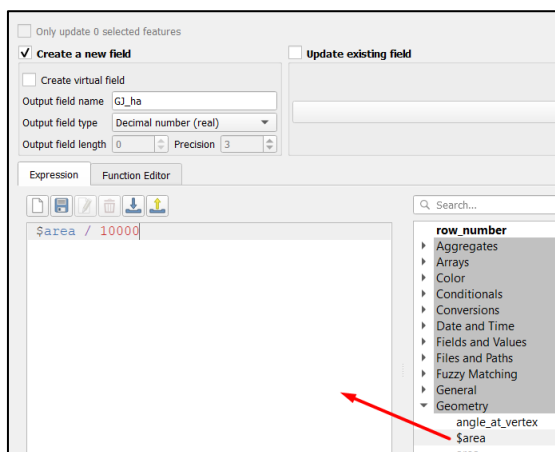 Only update 0 selected features
Create a new field
Update existing field
Create virtual field
Output field name GJ_ha
Output field type Decimal number (real)
Output field length 0 Precision 3
Expression Function Editor
Search...
$area / 10000
row_number
Aggregates
Arrays
Color
Conditionals
Conversions
Date and Time
Fields and Values
Files and Paths
Fuzzy Matching
General
Geometry
angle_at_vertex
$area